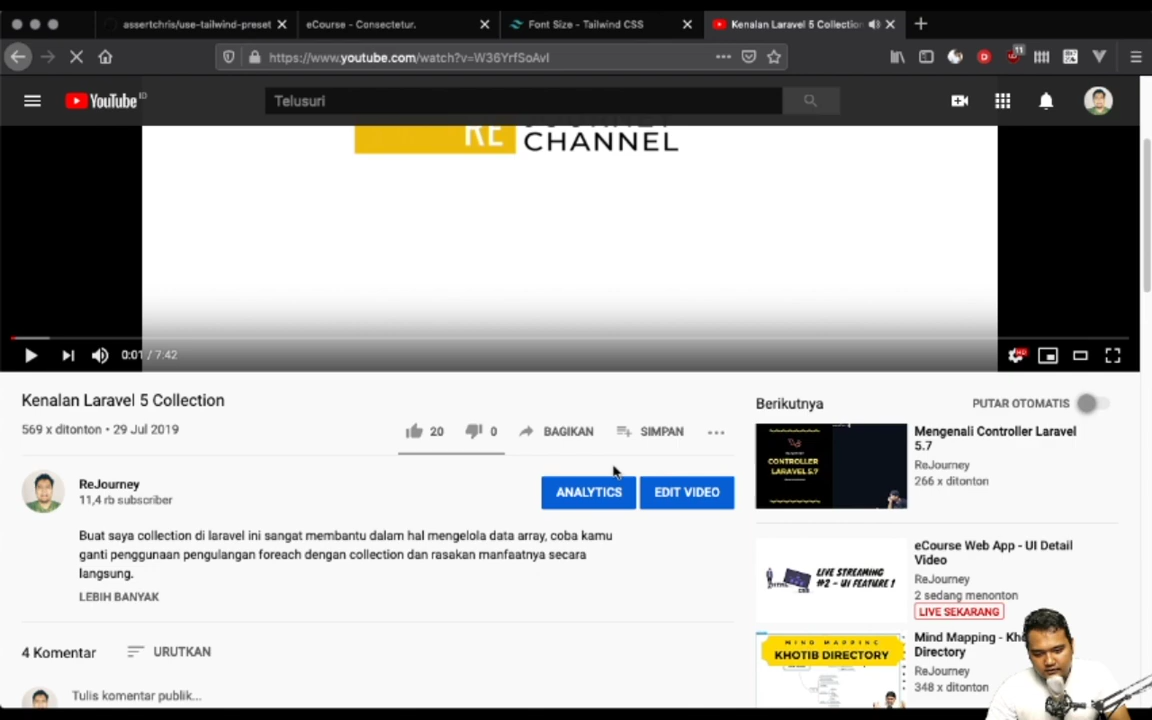 assertchris/use-tailwind-preset
eCourse - Consectetur.
Font Size - Tailwind CSS
Kenalan Laravel 5 Collection
https://www.youtube.com/watch?v=W36YrfSoAvI
11
YouTube ID
Telusuri
RE
CHANNEL
0:01 / 7:42
HD
Kenalan Laravel 5 Collection
569 x ditonton • 29 Jul 2019
20
0
BAGIKAN
SIMPAN
ReJourney
11,4 rb subscriber
ANALYTICS
EDIT VIDEO
Buat saya collection di laravel ini sangat membantu dalam hal mengelola data array, coba kamu
ganti penggunaan pengulangan foreach dengan collection dan rasakan manfaatnya secara
langsung.
LEBIH BANYAK
4 Komentar
URUTKAN
Tulis komentar publik...
Berikutnya
PUTAR OTOMATIS
CONTROLLER
LARAVEL 5.7
Mengenali Controller Laravel
5.7
ReJourney
266 x ditonton
LIVE STREAMING
#2 - UI FEATURE !
eCourse Web App - UI Detail
Video
ReJourney
2 sedang menonton
LIVE SEKARANG
MIND MAPPING
KHOTIB DIRECTORY
Mind Mapping -
Directory
ReJourney
348 x ditonton